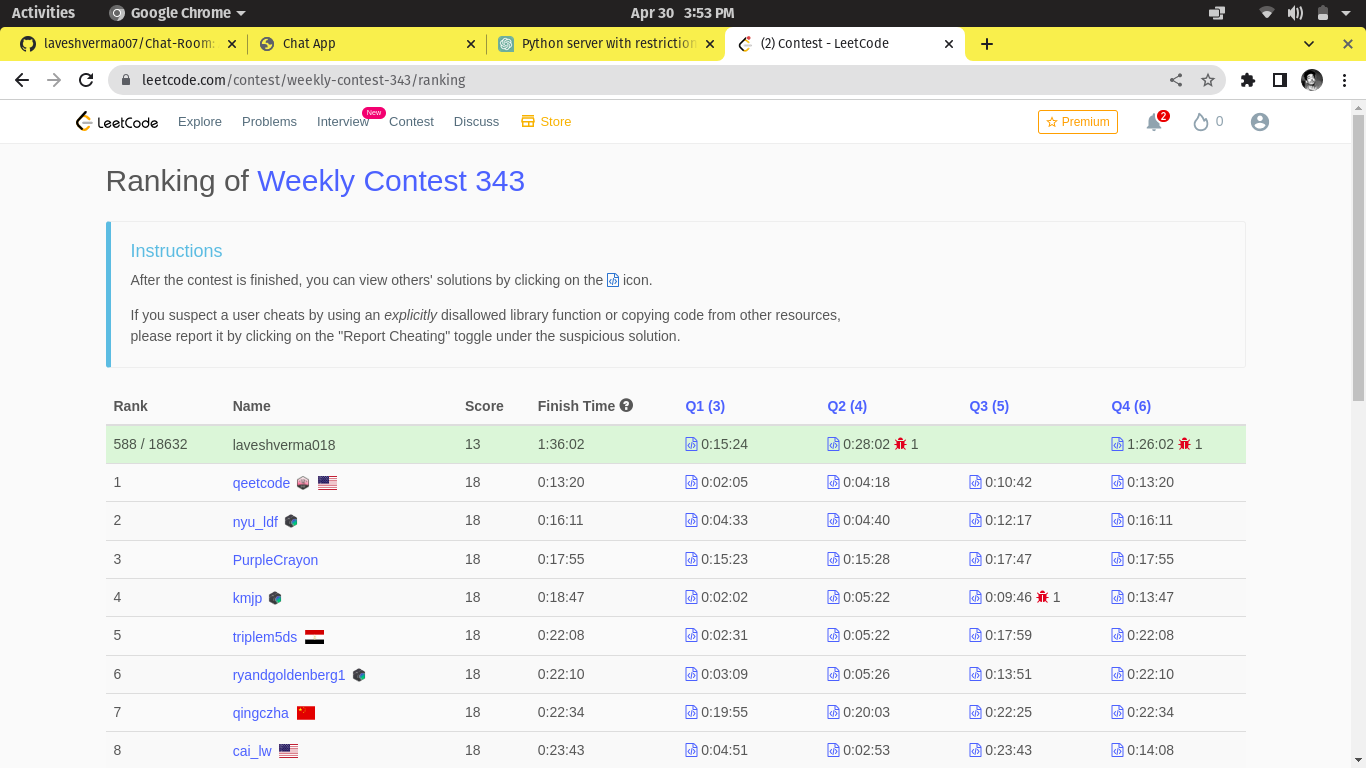 Activities Google Chrome Apr 30 3:53 PM
laveshverma007/Chat-Room: Chat App Python server with restriction (2) Contest - LeetCode
leetcode.com/contest/weekly-contest-343/ranking
LeetCode Explore Problems Interview New Contest Discuss Store Premium 2 0
Ranking of Weekly Contest 343
Instructions
After the contest is finished, you can view others' solutions by clicking on the icon.
If you suspect a user cheats by using an explicitly disallowed library function or copying code from other resources,
please report it by clicking on the "Report Cheating" toggle under the suspicious solution.
Rank Name Score Finish Time Q1 (3) Q2 (4) Q3 (5) Q4 (6)
588 / 18632 laveshverma018 13 1:36:02 0:15:24 0:28:02 1 1:26:02 1
1 qeetcode 18 0:13:20 0:02:05 0:04:18 0:10:42 0:13:20
2 nyu_ldf 18 0:16:11 0:04:33 0:04:40 0:12:17 0:16:11
3 PurpleCrayon 18 0:17:55 0:15:23 0:15:28 0:17:47 0:17:55
4 kmjp 18 0:18:47 0:02:02 0:05:22 0:09:46 1 0:13:47
5 triplem5ds 18 0:22:08 0:02:31 0:05:22 0:17:59 0:22:08
6 ryandgoldenberg1 18 0:22:10 0:03:09 0:05:26 0:13:51 0:22:10
7 qingczha 18 0:22:34 0:19:55 0:20:03 0:22:25 0:22:34
8 cai_lw 18 0:23:43 0:04:51 0:02:53 0:23:43 0:14:08